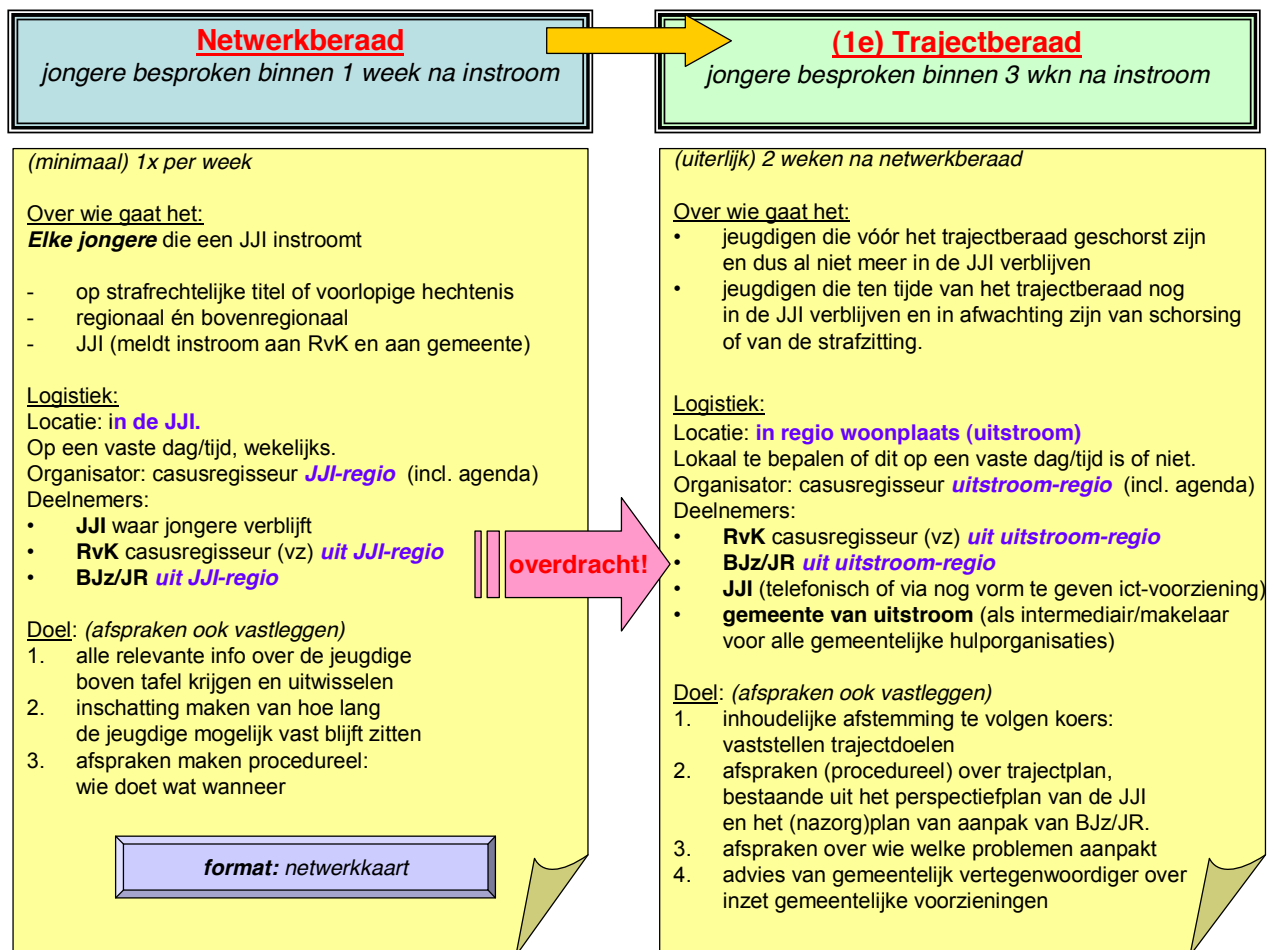 Netwerkberaad
jongere besproken binnen 1 week na instroom
(minimaal) 1x per week
Over wie gaat het:
Elke jongere die een JJI instroomt
- op strafrechtelijke titel of voorlopige hechtenis
- regionaal én bovenregionaal
- JJI (meldt instroom aan RvK en aan gemeente)
Logistiek:
Locatie: in de JJI.
Op een vaste dag/tijd, wekelijks.
Organisator: casusregisseur JJI-regio (incl. agenda)
Deelnemers:
• JJI waar jongere verblijft
• RvK casusregisseur (vz) uit JJI-regio
• BJz/JR uit JJI-regio
Doel: (afspraken ook vastleggen)
1. alle relevante info over de jeugdige
boven tafel krijgen en uitwisselen
2. inschatting maken van hoe lang
de jeugdige mogelijk vast blijft zitten
3. afspraken maken procedureel:
wie doet wat wanneer
format: netwerkkaart
overdracht!
(1e) Trajectberaad
jongere besproken binnen 3 wkn na instroom
(uiterlijk) 2 weken na netwerkberaad
Over wie gaat het:
• jeugdigen die vóór het trajectberaad geschorst zijn
en dus al niet meer in de JJI verblijven
• jeugdigen die ten tijde van het trajectberaad nog
in de JJI verblijven en in afwachting zijn van schorsing
of van de strafzitting.
Logistiek:
Locatie: in regio woonplaats (uitstroom)
Lokaal te bepalen of dit op een vaste dag/tijd is of niet.
Organisator: casusregisseur uitstroom-regio (incl. agenda)
Deelnemers:
• RvK casusregisseur (vz) uit uitstroom-regio
• BJz/JR uit uitstroom-regio
• JJI (telefonisch of via nog vorm te geven ict-voorziening)
• gemeente van uitstroom (als intermediair/makelaar
voor alle gemeentelijke hulporganisaties)
Doel: (afspraken ook vastleggen)
1. inhoudelijke afstemming te volgen koers:
vaststellen trajectdoelen
2. afspraken (procedureel) over trajectplan,
bestaande uit het perspectiefplan van de JJI
en het (nazorg)plan van aanpak van BJz/JR.
3. afspraken over wie welke problemen aanpakt
4. advies van gemeentelijk vertegenwoordiger over
inzet gemeentelijke voorzieningen